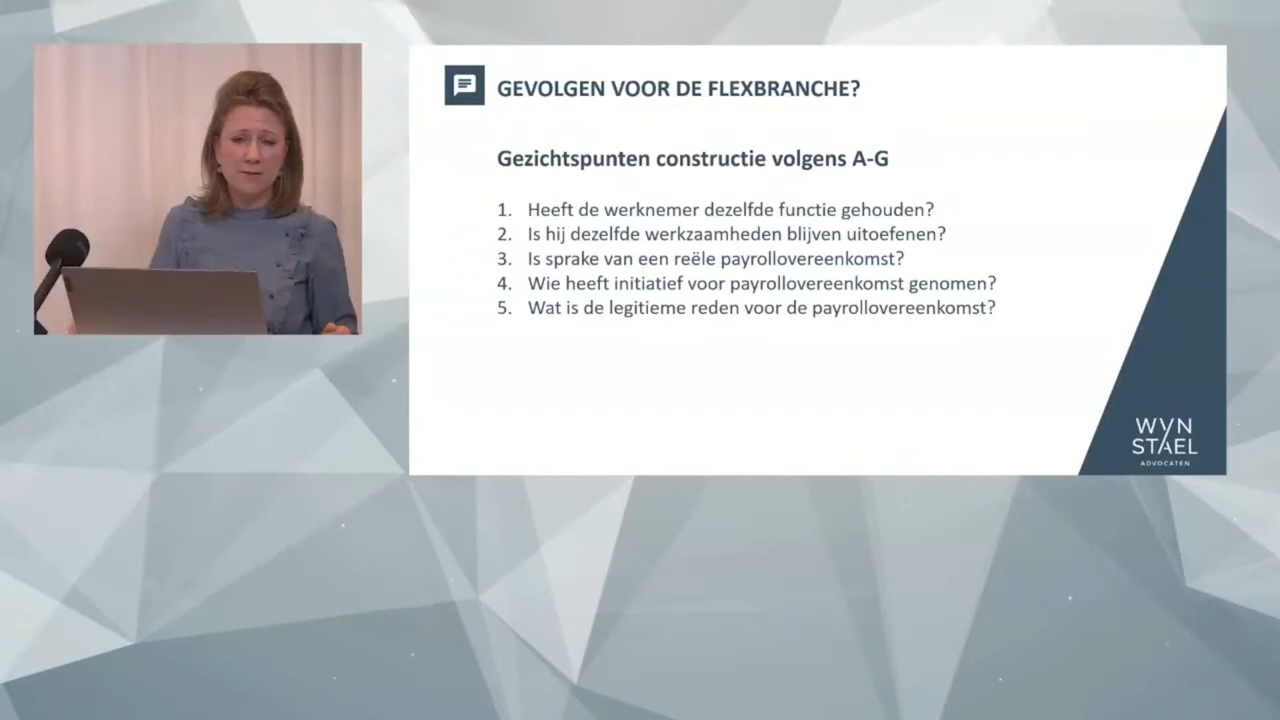 GEVOLGEN VOOR DE FLEXBRANCHE?
Gezichtspunten constructie volgens A-G
1. Heeft de werknemer dezelfde functie gehouden?
2. Is hij dezelfde werkzaamheden blijven uitoefenen?
3. Is sprake van een reële payrollovereenkomst?
4. Wie heeft initiatief voor payrollovereenkomst genomen?
5. Wat is de legitieme reden voor de payrollovereenkomst?
WYN
STAEL
ADVOCATEN